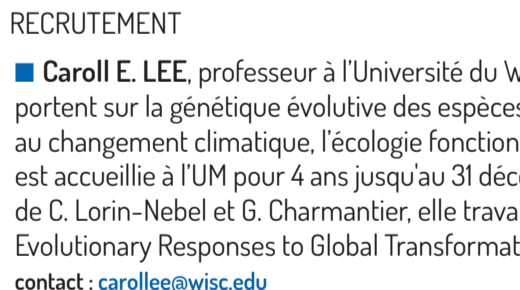 RECRUTEMENT
■ Caroll E. LEE, professeur à l'Université du
portent sur la génétique évolutive des espèces
au changement climatique, l'écologie fonction
est accueillie à l'UM pour 4 ans jusqu'au 31 déc
de C. Lorin-Nebel et G. Charmantier, elle trava
Evolutionary Responses to Global Transformat
contact : carollee@wisc.edu